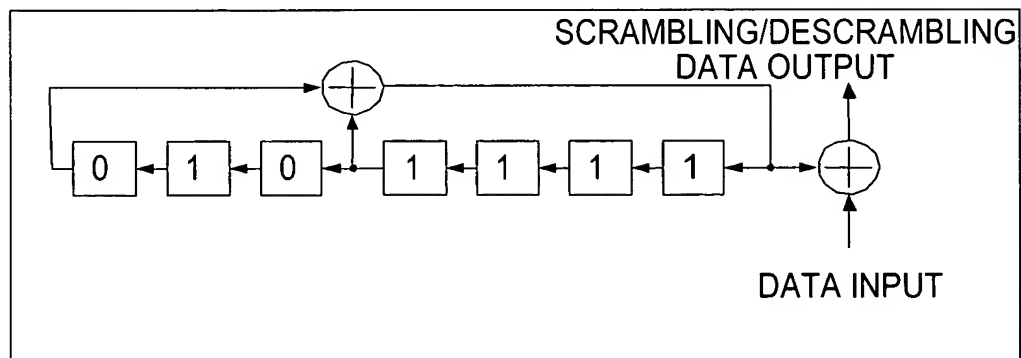 SCRAMBLING/DESCRAMBLING
DATA OUTPUT
0 1 0 1 1 1 1
DATA INPUT